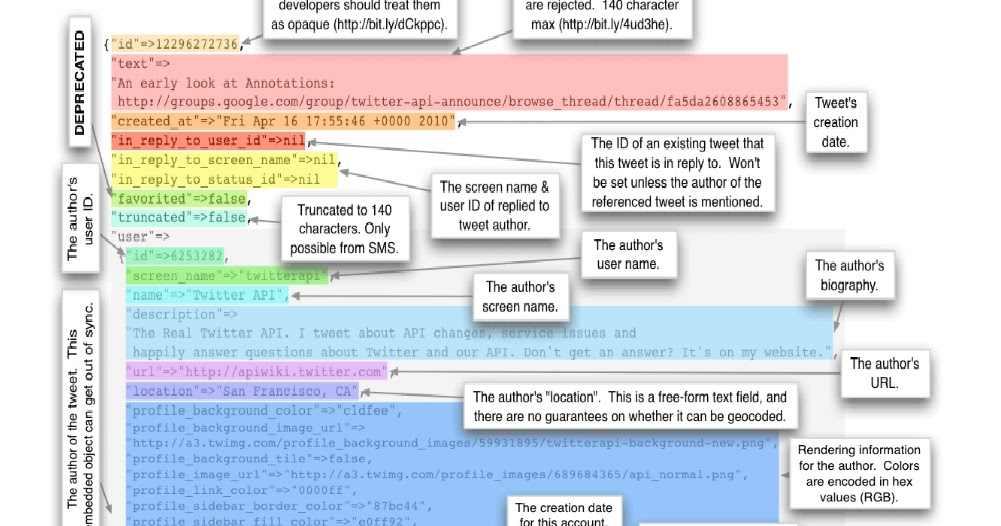 developers should treat them
as opaque (http://bit.ly/dCkppc).
are rejected. 140 character
max (http://bit.ly/4ud3he).
DEPRECATED
{"id"=>12296272736,
"text"=>
"An early look at Annotations:
http://groups.google.com/group/twitter-api-announce/browse_thread/thread/fa5da2608865453",
"created_at"=>"Fri Apr 16 17:55:46 +0000 2010",
Tweet's
creation
date.
"in_reply_to_user_id"=>nil,
"in_reply_to_screen_name"=>nil,
"in_reply_to_status_id"=>nil
The ID of an existing tweet that
this tweet is in reply to. Won't
be set unless the author of the
referenced tweet is mentioned.
The screen name &
user ID of replied to
tweet author.
"favorited"=>false,
"truncated"=>false,
Truncated to 140
characters. Only
possible from SMS.
The author's
user ID.
"user"=>
{"id"=>6253282,
"screen_name"=>"twitterapi",
The author's
user name.
"name"=>"Twitter API",
The author's
screen name.
The author's
biography.
"description"=>
"The Real Twitter API. I tweet about API changes, service issues and
happily answer questions about Twitter and our API. Don't get an answer? It's on my website.",
"url"=>"http://apiwiki.twitter.com",
The author's
URL.
"location"=>"San Francisco, CA",
The author's "location". This is a free-form text field, and
there are no guarantees on whether it can be geocoded.
The author of the tweet. This
embedded object can get out of sync.
"profile_background_color"=>"c1dfee",
"profile_background_image_url"=>
"http://a3.twimg.com/profile_background_images/59931895/twitterapi-background-new.png",
"profile_background_tile"=>false,
"profile_image_url"=>"http://a3.twimg.com/profile_images/689684365/api_normal.png",
"profile_link_color"=>"0000ff",
"profile_sidebar_border_color"=>"87bc44",
"profile_sidebar_fill_color"=>"e0ff92",
Rendering information
for the author. Colors
are encoded in hex
values (RGB).
The creation date
for this account.